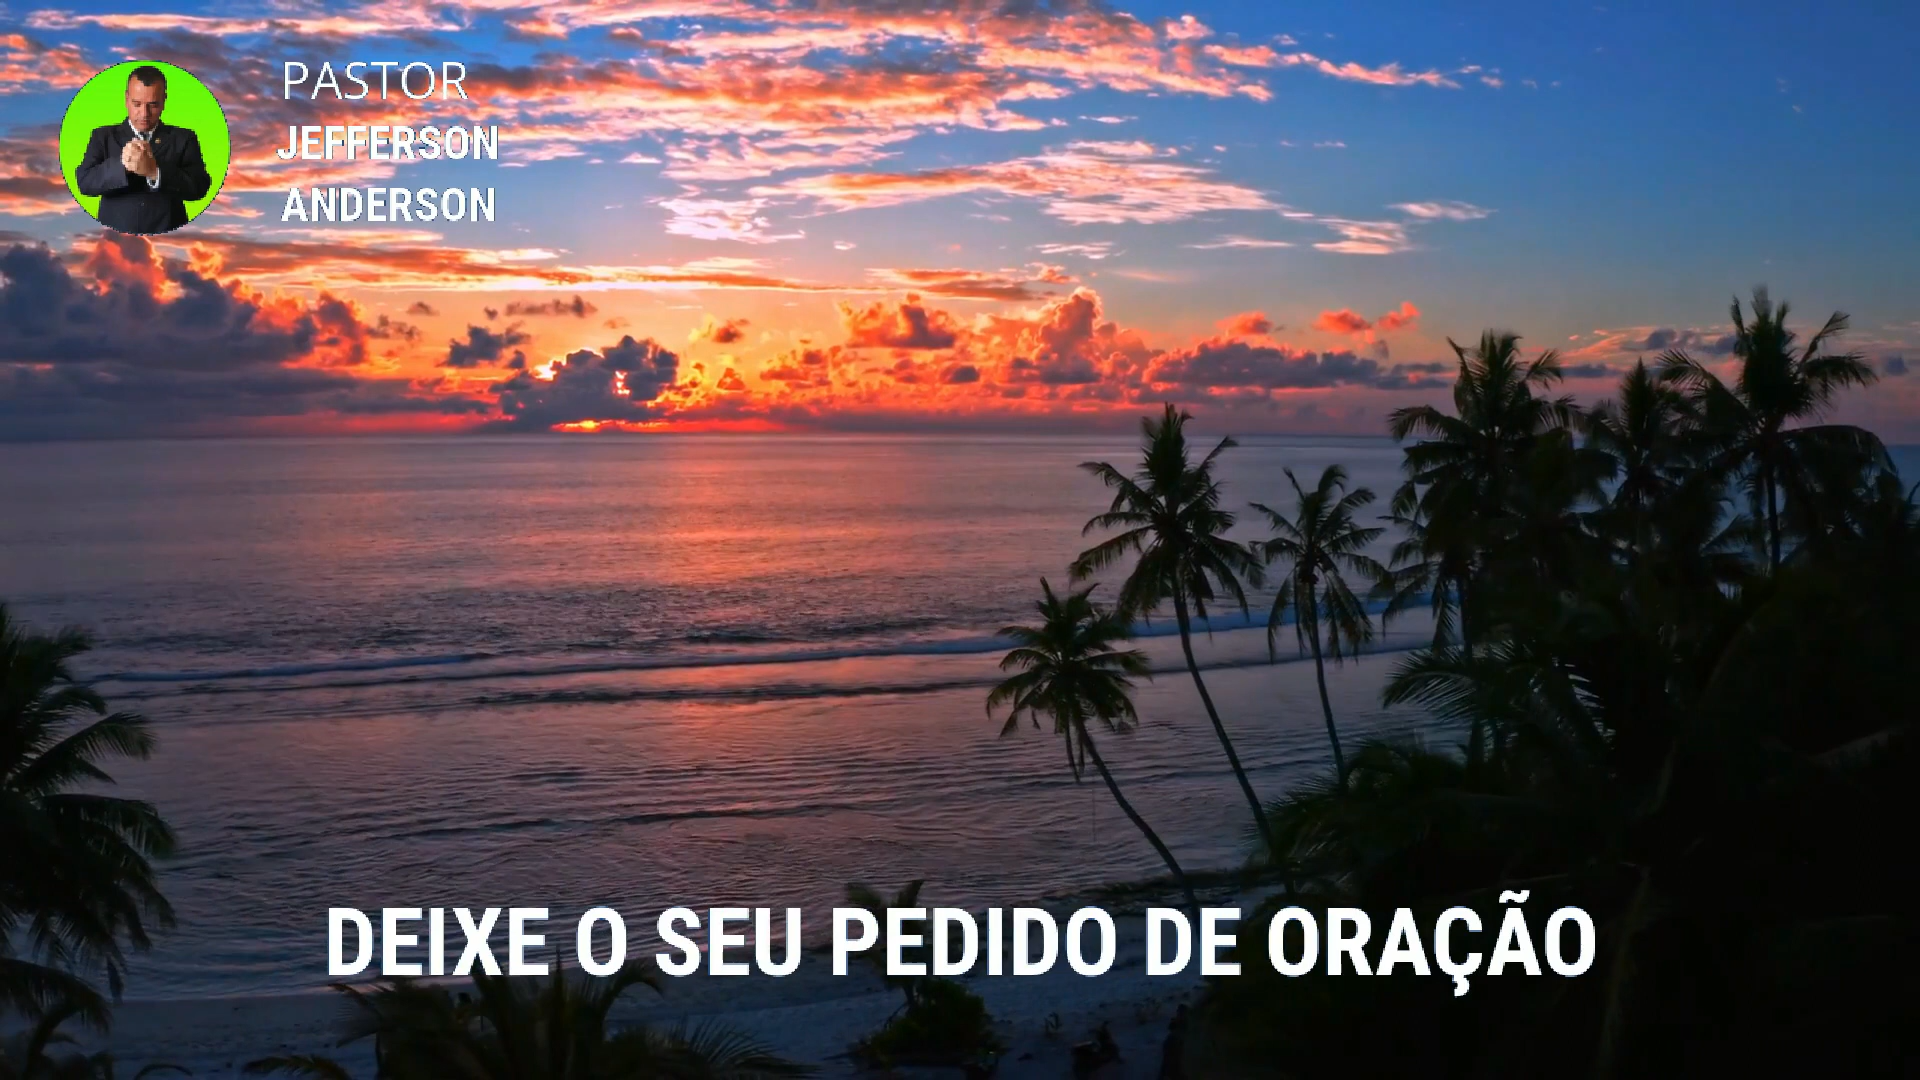 PASTOR
JEFFERSON
ANDERSON
DEIXE O SEU PEDIDO DE ORAÇÃO